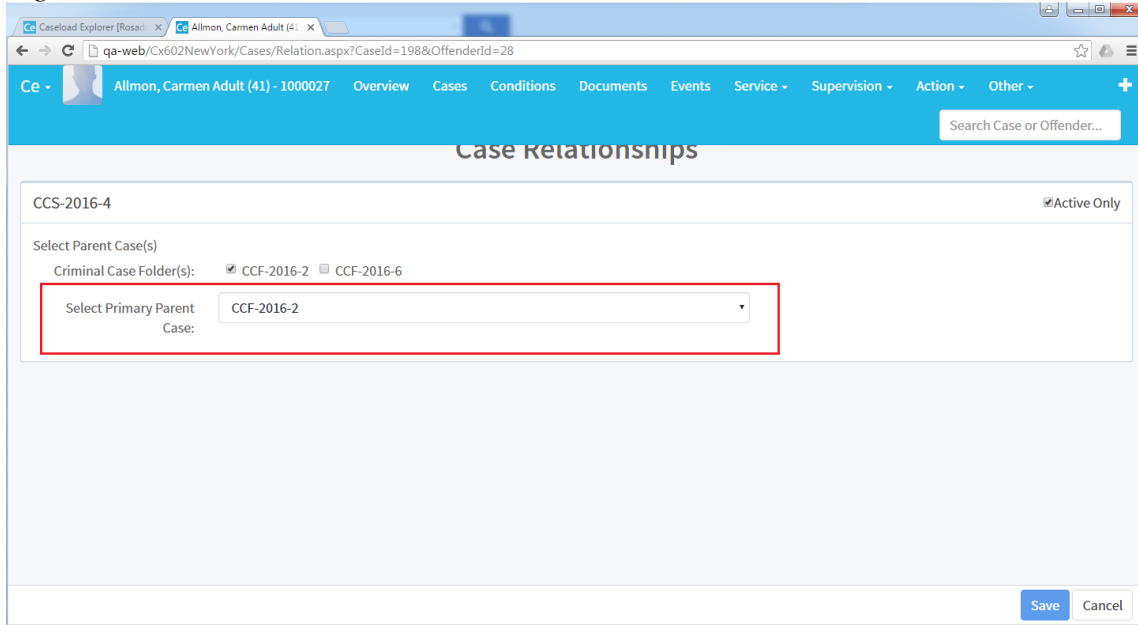 Ce Caseload Explorer [Rosad
Ce Allmon, Carmen Adult (41
qa-web/Cx602NewYork/Cases/Relation.aspx?CaseId=198&OffenderId=28
Ce Allmon, Carmen Adult (41) - 1000027 Overview Cases Conditions Documents Events Service Supervision Action Other +
Search Case or Offender...
Case Relationships
CCS-2016-4 Active Only
Select Parent Case(s)
Criminal Case Folder(s): CCF-2016-2 CCF-2016-6
Select Primary Parent CCF-2016-2
Case:
Save Cancel